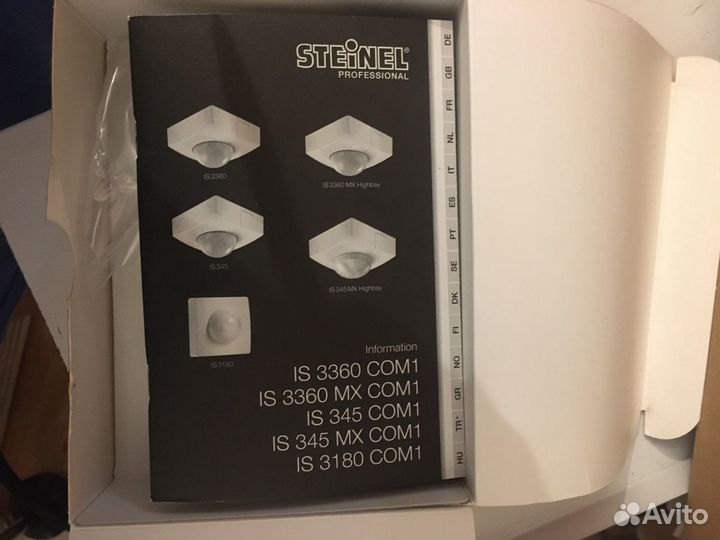 STEINEL®
PROFESSIONAL
IS 3360
IS 3360 MX Highbay
IS 345
IS 345 MX Highbay
IS 3180
Information
IS 3360 COM1
IS 3360 MX COM1
IS 345 COM1
IS 345 MX COM1
IS 3180 COM1
DE
GB
FR
NL
IT
ES
PT
SE
DK
FI
NO
GR
TR
HU
Avito